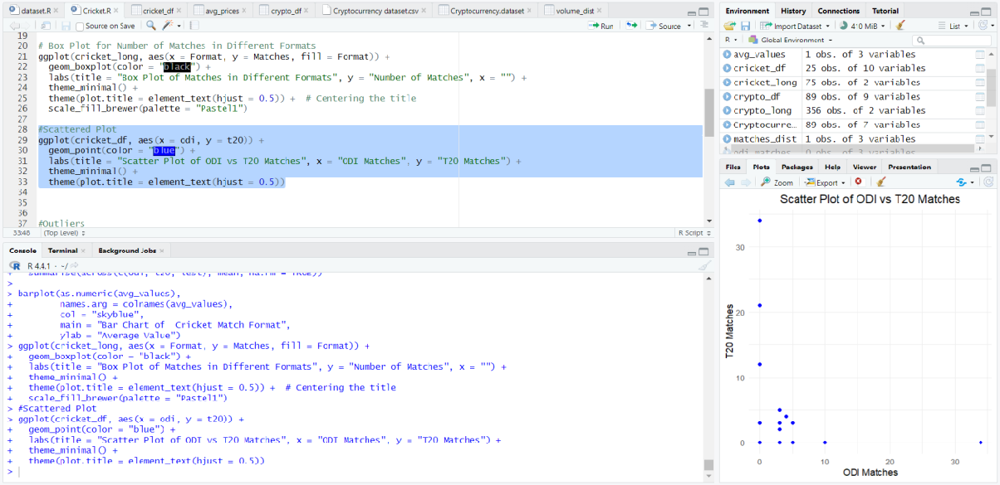 dataset.R
Cricket.R
cricket_df
avg_prices
crypto_df
Cryptocurrency dataset.csv
Cryptocurrency.dataset
volume_dist
Source on Save
Run
Source
19
20 # Box Plot for Number of Matches in Different Formats
21 ggplot(cricket_long, aes(x = Format, y = Matches, fill = Format)) +
22 geom_boxplot(color = "black") +
23 labs(title = "Box Plot of Matches in Different Formats", y = "Number of Matches", x = "") +
24 theme_minimal() +
25 theme(plot.title = element_text(hjust = 0.5)) + # Centering the title
26 scale_fill_brewer(palette = "Pastel1")
27
28 #Scattered Plot
29 ggplot(cricket_df, aes(x = odi, y = t20)) +
30 geom_point(color = "blue") +
31 labs(title = "Scatter Plot of ODI vs T20 Matches", x = "ODI Matches", y = "T20 Matches") +
32 theme_minimal() +
33 theme(plot.title = element_text(hjust = 0.5))
34
35
36
37 #Outliers
33:48 (Top Level) R Script
Console Terminal Background Jobs
R 4.4.1 · ~/
+ summarise(across(c(odi, t20, test), mean, na.rm = TRUE))
>
> barplot(as.numeric(avg_values),
+ names.arg = colnames(avg_values),
+ col = "skyblue",
+ main = "Bar Chart of Cricket Match Format",
+ ylab = "Average Value")
> ggplot(cricket_long, aes(x = Format, y = Matches, fill = Format)) +
+ geom_boxplot(color = "black") +
+ labs(title = "Box Plot of Matches in Different Formats", y = "Number of Matches", x = "") +
+ theme_minimal() +
+ theme(plot.title = element_text(hjust = 0.5)) + # Centering the title
+ scale_fill_brewer(palette = "Pastel1")
> #Scattered Plot
> ggplot(cricket_df, aes(x = odi, y = t20)) +
+ geom_point(color = "blue") +
+ labs(title = "Scatter Plot of ODI vs T20 Matches", x = "ODI Matches", y = "T20 Matches") +
+ theme_minimal() +
+ theme(plot.title = element_text(hjust = 0.5))
>
Environment History Connections Tutorial
Import Dataset 410 MiB List
R Global Environment
avg_values 1 obs. of 3 variables
cricket_df 25 obs. of 10 variables
cricket_long 75 obs. of 2 variables
crypto_df 89 obs. of 9 variables
crypto_long 356 obs. of 2 variables
Cryptocurre… 89 obs. of 7 variables
matches_dist 1 obs. of 3 variables
odi_matches 0 obs. of 3 variables
Files Plots Packages Help Viewer Presentation
Zoom Export
Scatter Plot of ODI vs T20 Matches
30
20
10
0
T20 Matches
0 10 20 30
ODI Matches